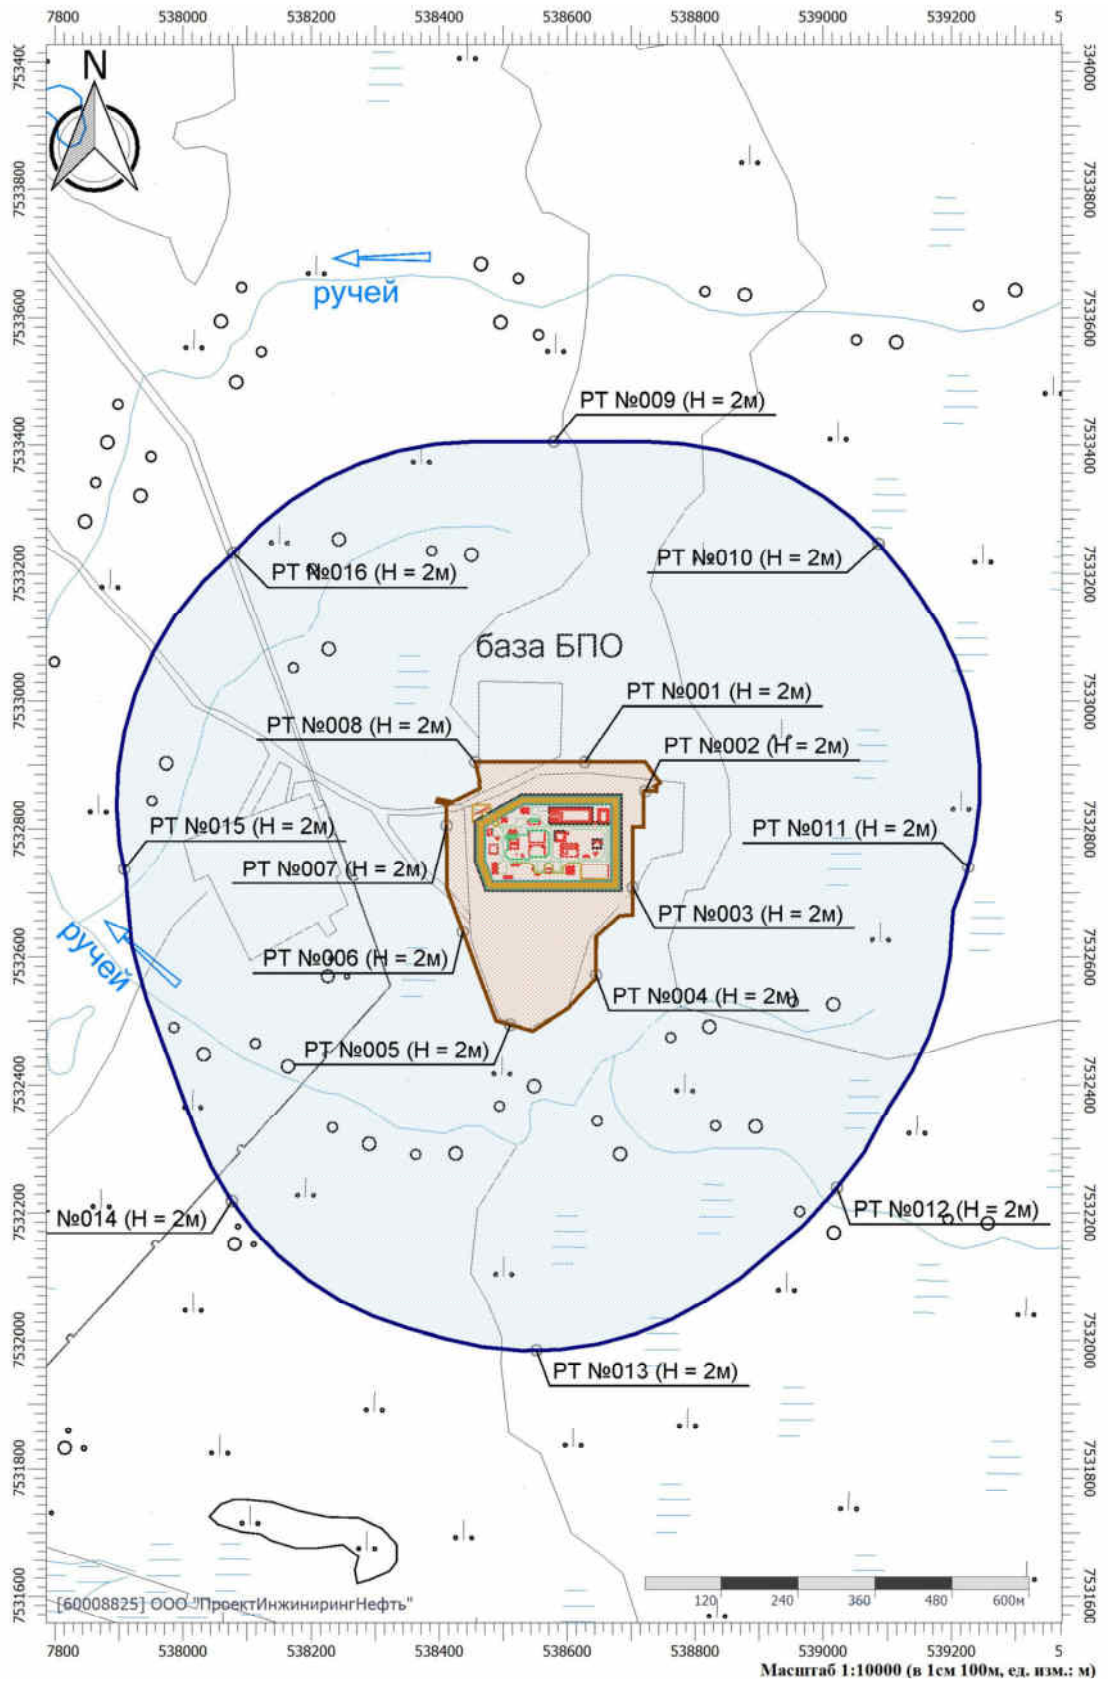 7800 538000 538200 538400 538600 538800 539000 539200 5
753400
534000
N
7533800
7533800
ручей
7533600
7533600
РТ №009 (Н = 2м)
7533400
7533400
РТ №010 (Н = 2м)
РТ №016 (Н = 2м)
7533200
7533200
база БПО
РТ №001 (Н = 2м)
7533000
7533000
РТ №008 (Н = 2м)
РТ №002 (Н = 2м)
7532800
7532800
РТ №015 (Н = 2м)
РТ №011 (Н = 2м)
РТ №007 (Н = 2м)
РТ №003 (Н = 2м)
ручей
7532600
7532600
РТ №006 (Н = 2м)
РТ №004 (Н = 2м)
РТ №005 (Н = 2м)
7532400
7532400
№014 (Н = 2м)
РТ №012 (Н = 2м)
7532200
7532200
7532000
7532000
РТ №013 (Н = 2м)
7531800
7531800
7531600
7531600
[60008825] ООО "ПроектИнжинирингНефть"
120 240 360 480 600м
7800 538000 538200 538400 538600 538800 539000 539200 5
Масштаб 1:10000 (в 1см 100м, ед. изм.: м)